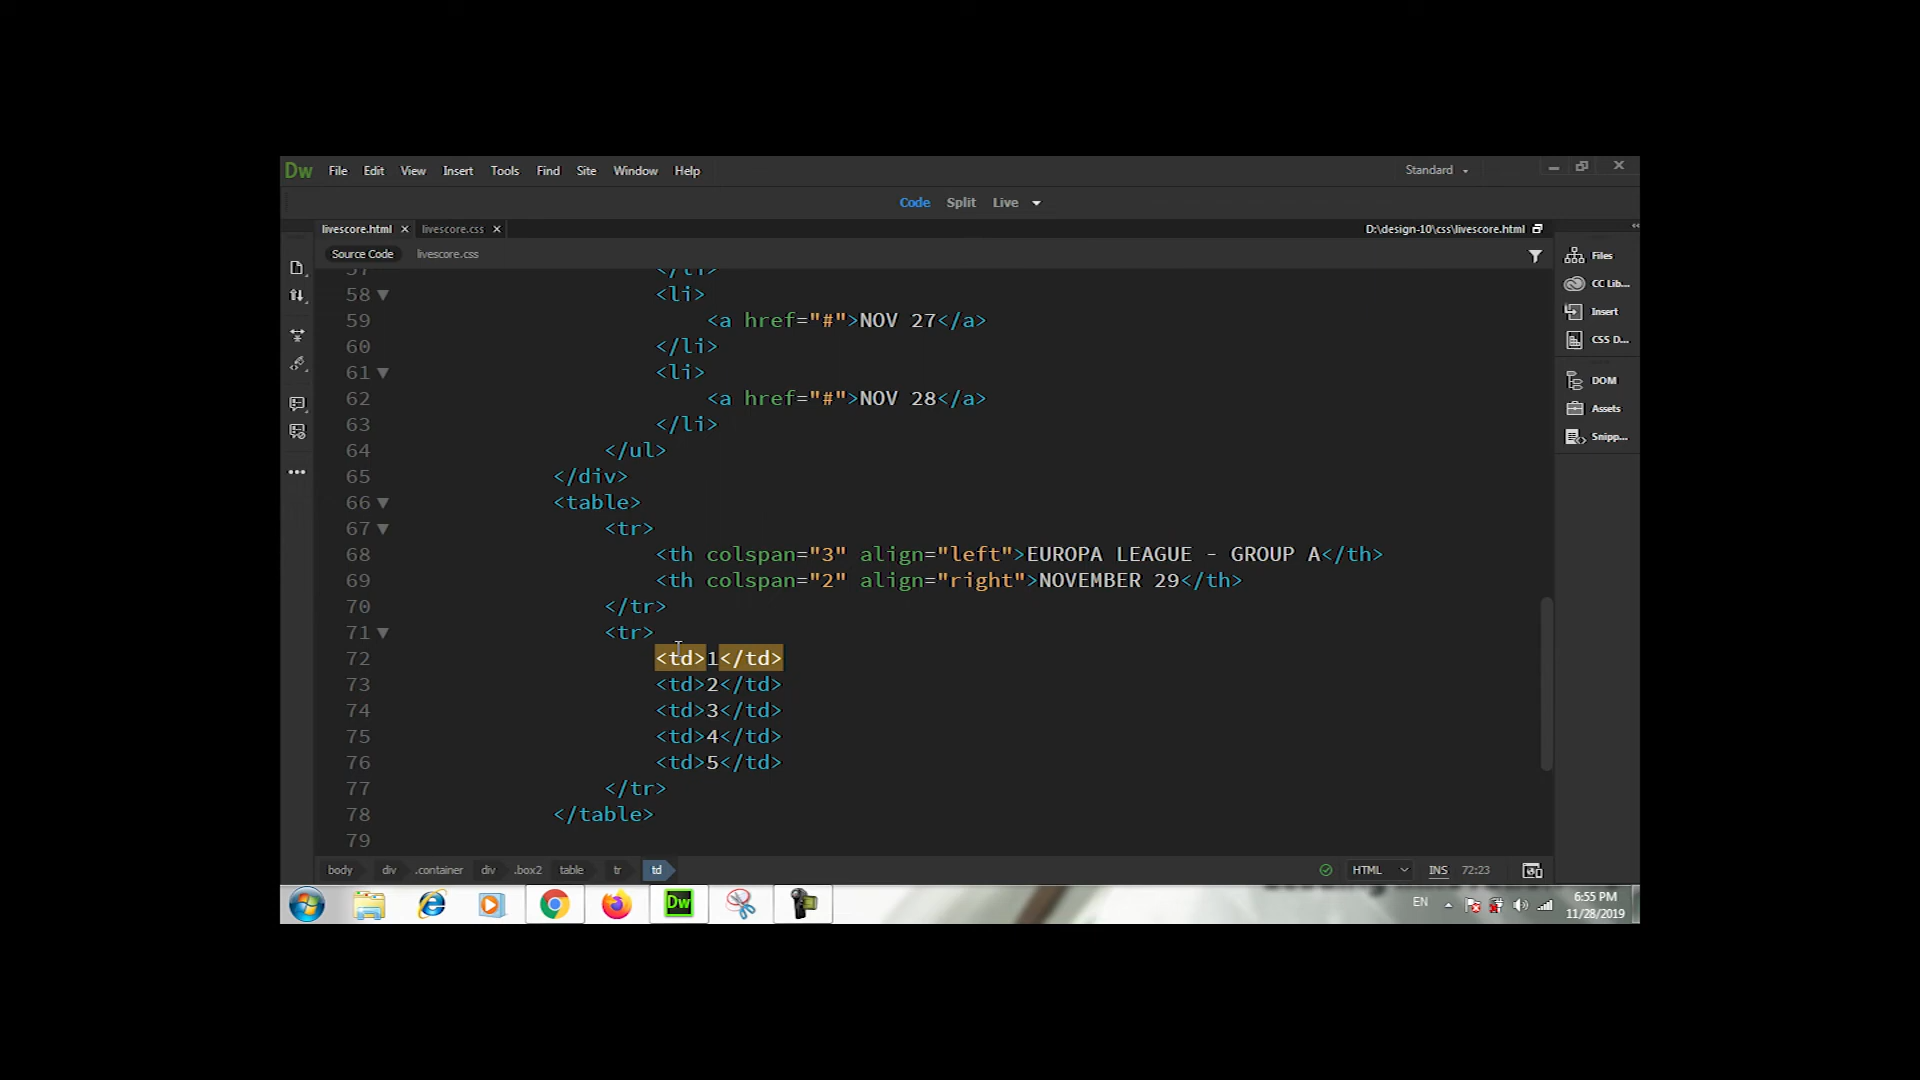 Dw File Edit View Insert Tools Find Site Window Help Standard
Code Split Live
livescore.html livescore.css D:\design-10\css\livescore.html
Source Code livescore.css
57 </li>
58 <li>
59 <a href="#">NOV 27</a>
60 </li>
61 <li>
62 <a href="#">NOV 28</a>
63 </li>
64 </ul>
65 </div>
66 <table>
67 <tr>
68 <th colspan="3" align="left">EUROPA LEAGUE - GROUP A</th>
69 <th colspan="2" align="right">NOVEMBER 29</th>
70 </tr>
71 <tr>
72 <td>1</td>
73 <td>2</td>
74 <td>3</td>
75 <td>4</td>
76 <td>5</td>
77 </tr>
78 </table>
79
Files
CC Lib...
Insert
CSS D...
DOM
Assets
Snipp...
body div .container div .box2 table tr td HTML INS 72:23
Dw EN 6:55 PM
11/28/2019